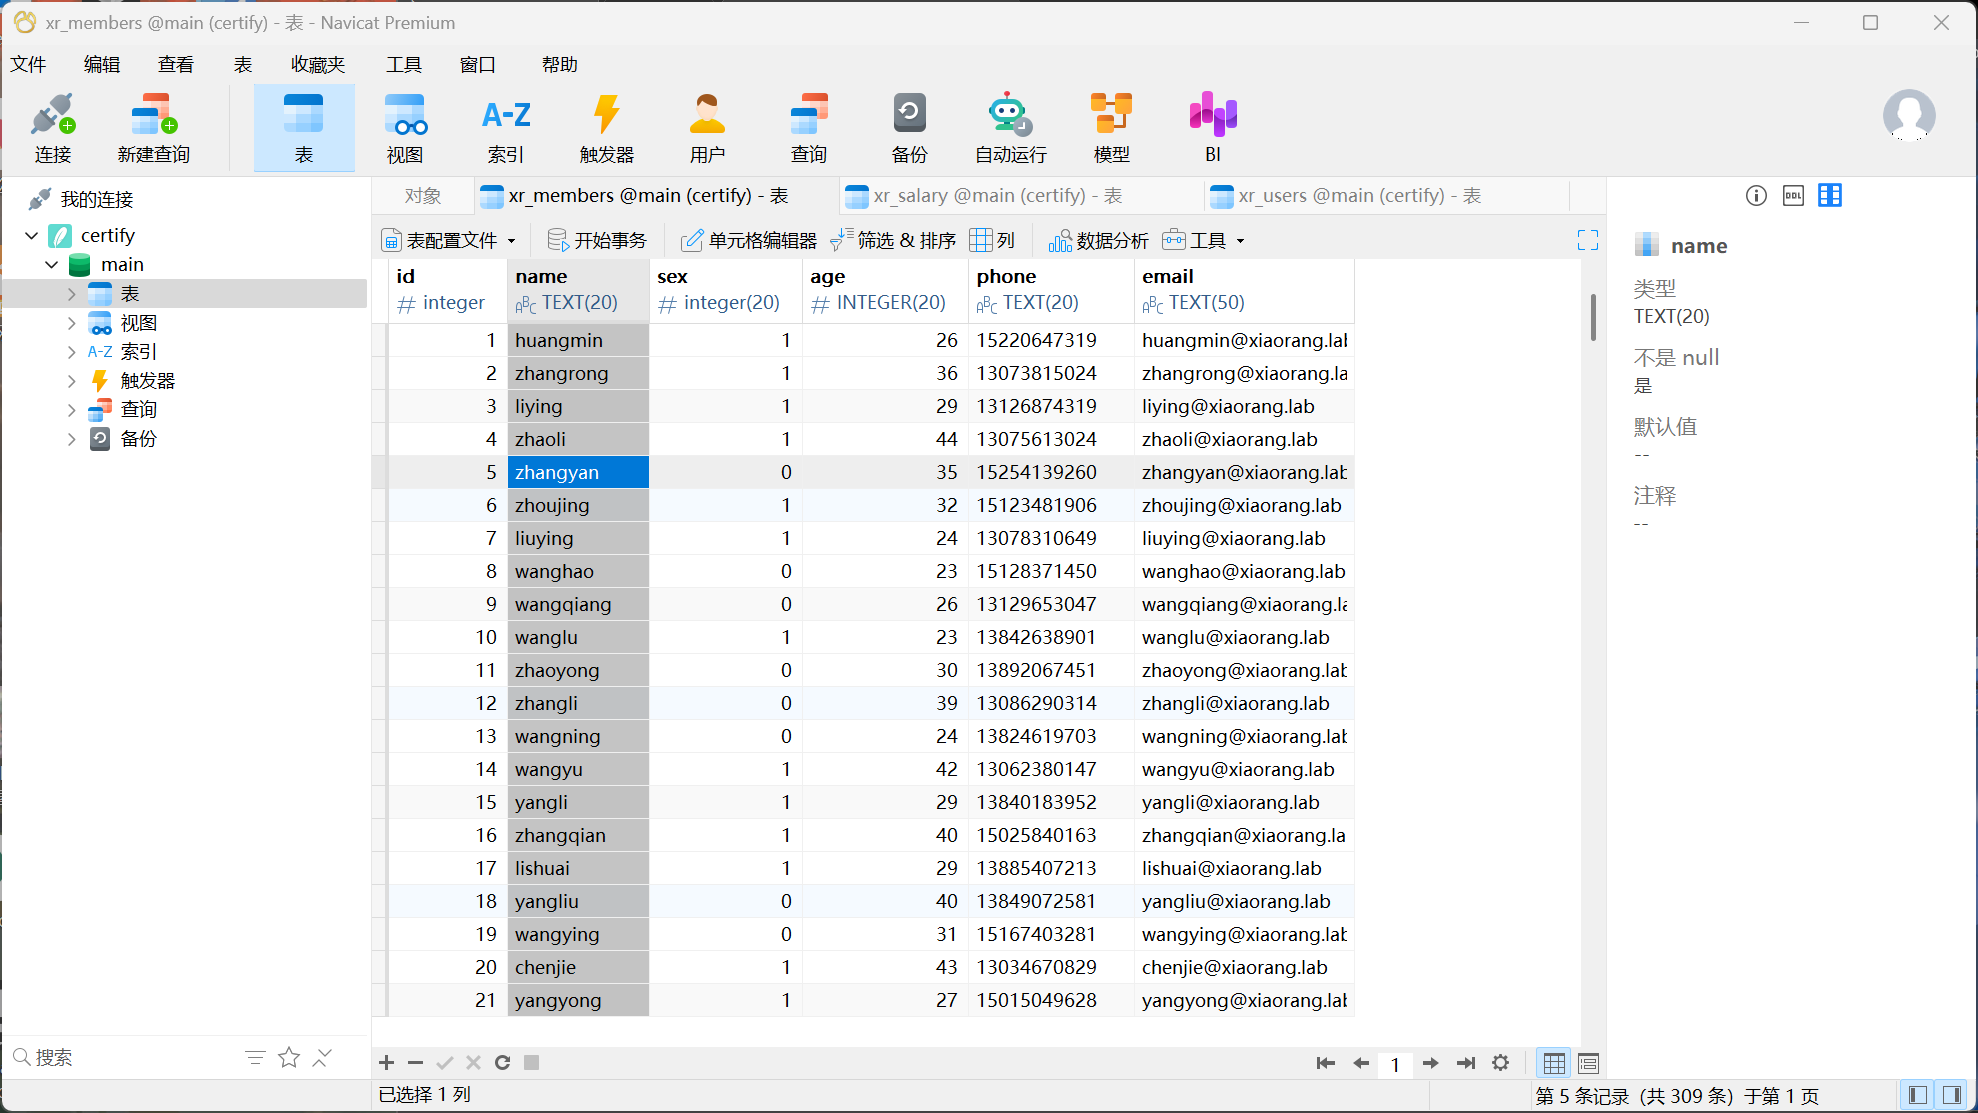 xr_members @main (certify) - 表 - Navicat Premium
文件 编辑 查看 表 收藏夹 工具 窗口 帮助
连接 新建查询 表 视图 索引 触发器 用户 查询 备份 自动运行 模型 BI
我的连接
certify
main
表
视图
索引
触发器
查询
备份
搜索
对象 xr_members @main (certify) - 表 xr_salary @main (certify) - 表 xr_users @main (certify) - 表
表配置文件 开始事务 单元格编辑器 筛选 & 排序 列 数据分析 工具
id name sex age phone email
# integer ABC TEXT(20) # integer(20) # INTEGER(20) ABC TEXT(20) ABC TEXT(50)
1 huangmin 1 26 15220647319 huangmin@xiaorang.lab
2 zhangrong 1 36 13073815024 zhangrong@xiaorang.la
3 liying 1 29 13126874319 liying@xiaorang.lab
4 zhaoli 1 44 13075613024 zhaoli@xiaorang.lab
5 zhangyan 0 35 15254139260 zhangyan@xiaorang.lab
6 zhoujing 1 32 15123481906 zhoujing@xiaorang.lab
7 liuying 1 24 13078310649 liuying@xiaorang.lab
8 wanghao 0 23 15128371450 wanghao@xiaorang.lab
9 wangqiang 0 26 13129653047 wangqiang@xiaorang.la
10 wanglu 1 23 13842638901 wanglu@xiaorang.lab
11 zhaoyong 0 30 13892067451 zhaoyong@xiaorang.lab
12 zhangli 0 39 13086290314 zhangli@xiaorang.lab
13 wangning 0 24 13824619703 wangning@xiaorang.lab
14 wangyu 1 42 13062380147 wangyu@xiaorang.lab
15 yangli 1 29 13840183952 yangli@xiaorang.lab
16 zhangqian 1 40 15025840163 zhangqian@xiaorang.la
17 lishuai 1 29 13885407213 lishuai@xiaorang.lab
18 yangliu 0 40 13849072581 yangliu@xiaorang.lab
19 wangying 0 31 15167403281 wangying@xiaorang.lab
20 chenjie 1 43 13034670829 chenjie@xiaorang.lab
21 yangyong 1 27 15015049628 yangyong@xiaorang.lab
1
已选择 1 列
第 5 条记录 (共 309 条) 于第 1 页
DDL
name
类型
TEXT(20)
不是 null
是
默认值
--
注释
--